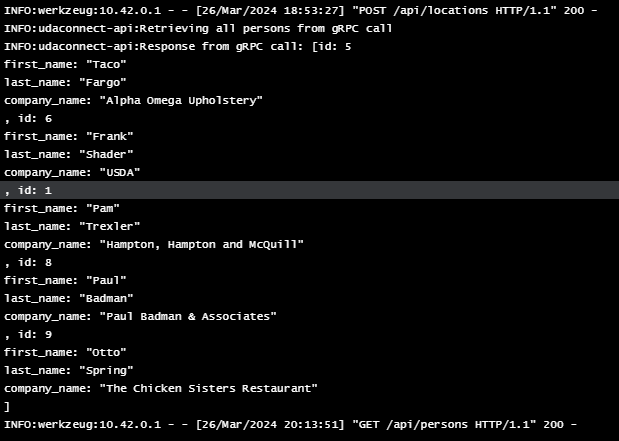 INFO:werkzeug:10.42.0.1 - - [26/Mar/2024 18:53:27] "POST /api/locations HTTP/1.1" 200 -
INFO:udaconnect-api:Retrieving all persons from gRPC call
INFO:udaconnect-api:Response from gRPC call: [id: 5
first_name: "Taco"
last_name: "Fargo"
company_name: "Alpha Omega Upholstery"
, id: 6
first_name: "Frank"
last_name: "Shader"
company_name: "USDA"
, id: 1
first_name: "Pam"
last_name: "Trexler"
company_name: "Hampton, Hampton and McQuill"
, id: 8
first_name: "Paul"
last_name: "Badman"
company_name: "Paul Badman & Associates"
, id: 9
first_name: "Otto"
last_name: "Spring"
company_name: "The Chicken Sisters Restaurant"
]
INFO:werkzeug:10.42.0.1 - - [26/Mar/2024 20:13:51] "GET /api/persons HTTP/1.1" 200 -